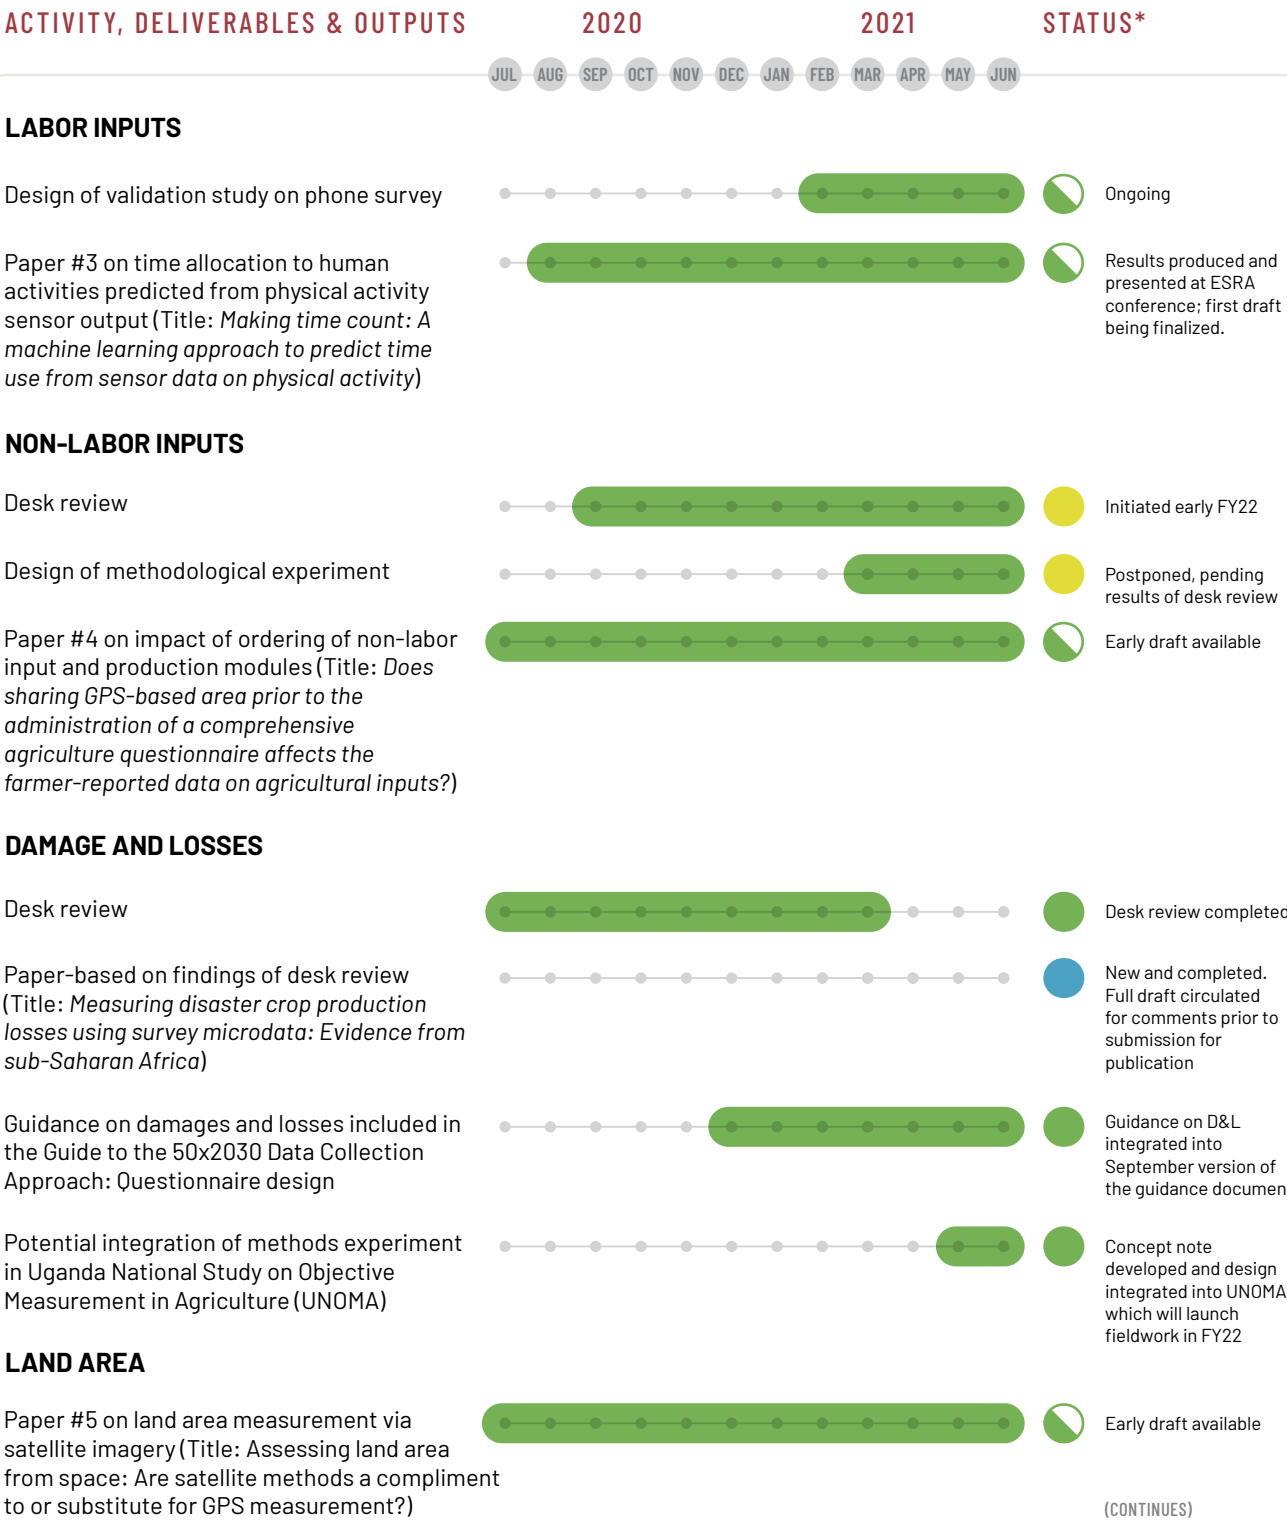 ACTIVITY, DELIVERABLES & OUTPUTS 2020 2021 STATUS*
JUL AUG SEP OCT NOV DEC JAN FEB MAR APR MAY JUN
LABOR INPUTS
Design of validation study on phone survey
Ongoing
Paper #3 on time allocation to human
activities predicted from physical activity
sensor output (Title: Making time count: A
machine learning approach to predict time
use from sensor data on physical activity)
Results produced and
presented at ESRA
conference; first draft
being finalized.
NON-LABOR INPUTS
Desk review
Initiated early FY22
Design of methodological experiment
Postponed, pending
results of desk review
Paper #4 on impact of ordering of non-labor
input and production modules (Title: Does
sharing GPS-based area prior to the
administration of a comprehensive
agriculture questionnaire affects the
farmer-reported data on agricultural inputs?)
Early draft available
DAMAGE AND LOSSES
Desk review
Desk review completed
Paper-based on findings of desk review
(Title: Measuring disaster crop production
losses using survey microdata: Evidence from
sub-Saharan Africa)
New and completed.
Full draft circulated
for comments prior to
submission for
publication
Guidance on damages and losses included in
the Guide to the 50x2030 Data Collection
Approach: Questionnaire design
Guidance on D&L
integrated into
September version of
the guidance documen
Potential integration of methods experiment
in Uganda National Study on Objective
Measurement in Agriculture (UNOMA)
Concept note
developed and design
integrated into UNOMA
which will launch
fieldwork in FY22
LAND AREA
Paper #5 on land area measurement via
satellite imagery (Title: Assessing land area
from space: Are satellite methods a compliment
to or substitute for GPS measurement?)
Early draft available
(CONTINUES)